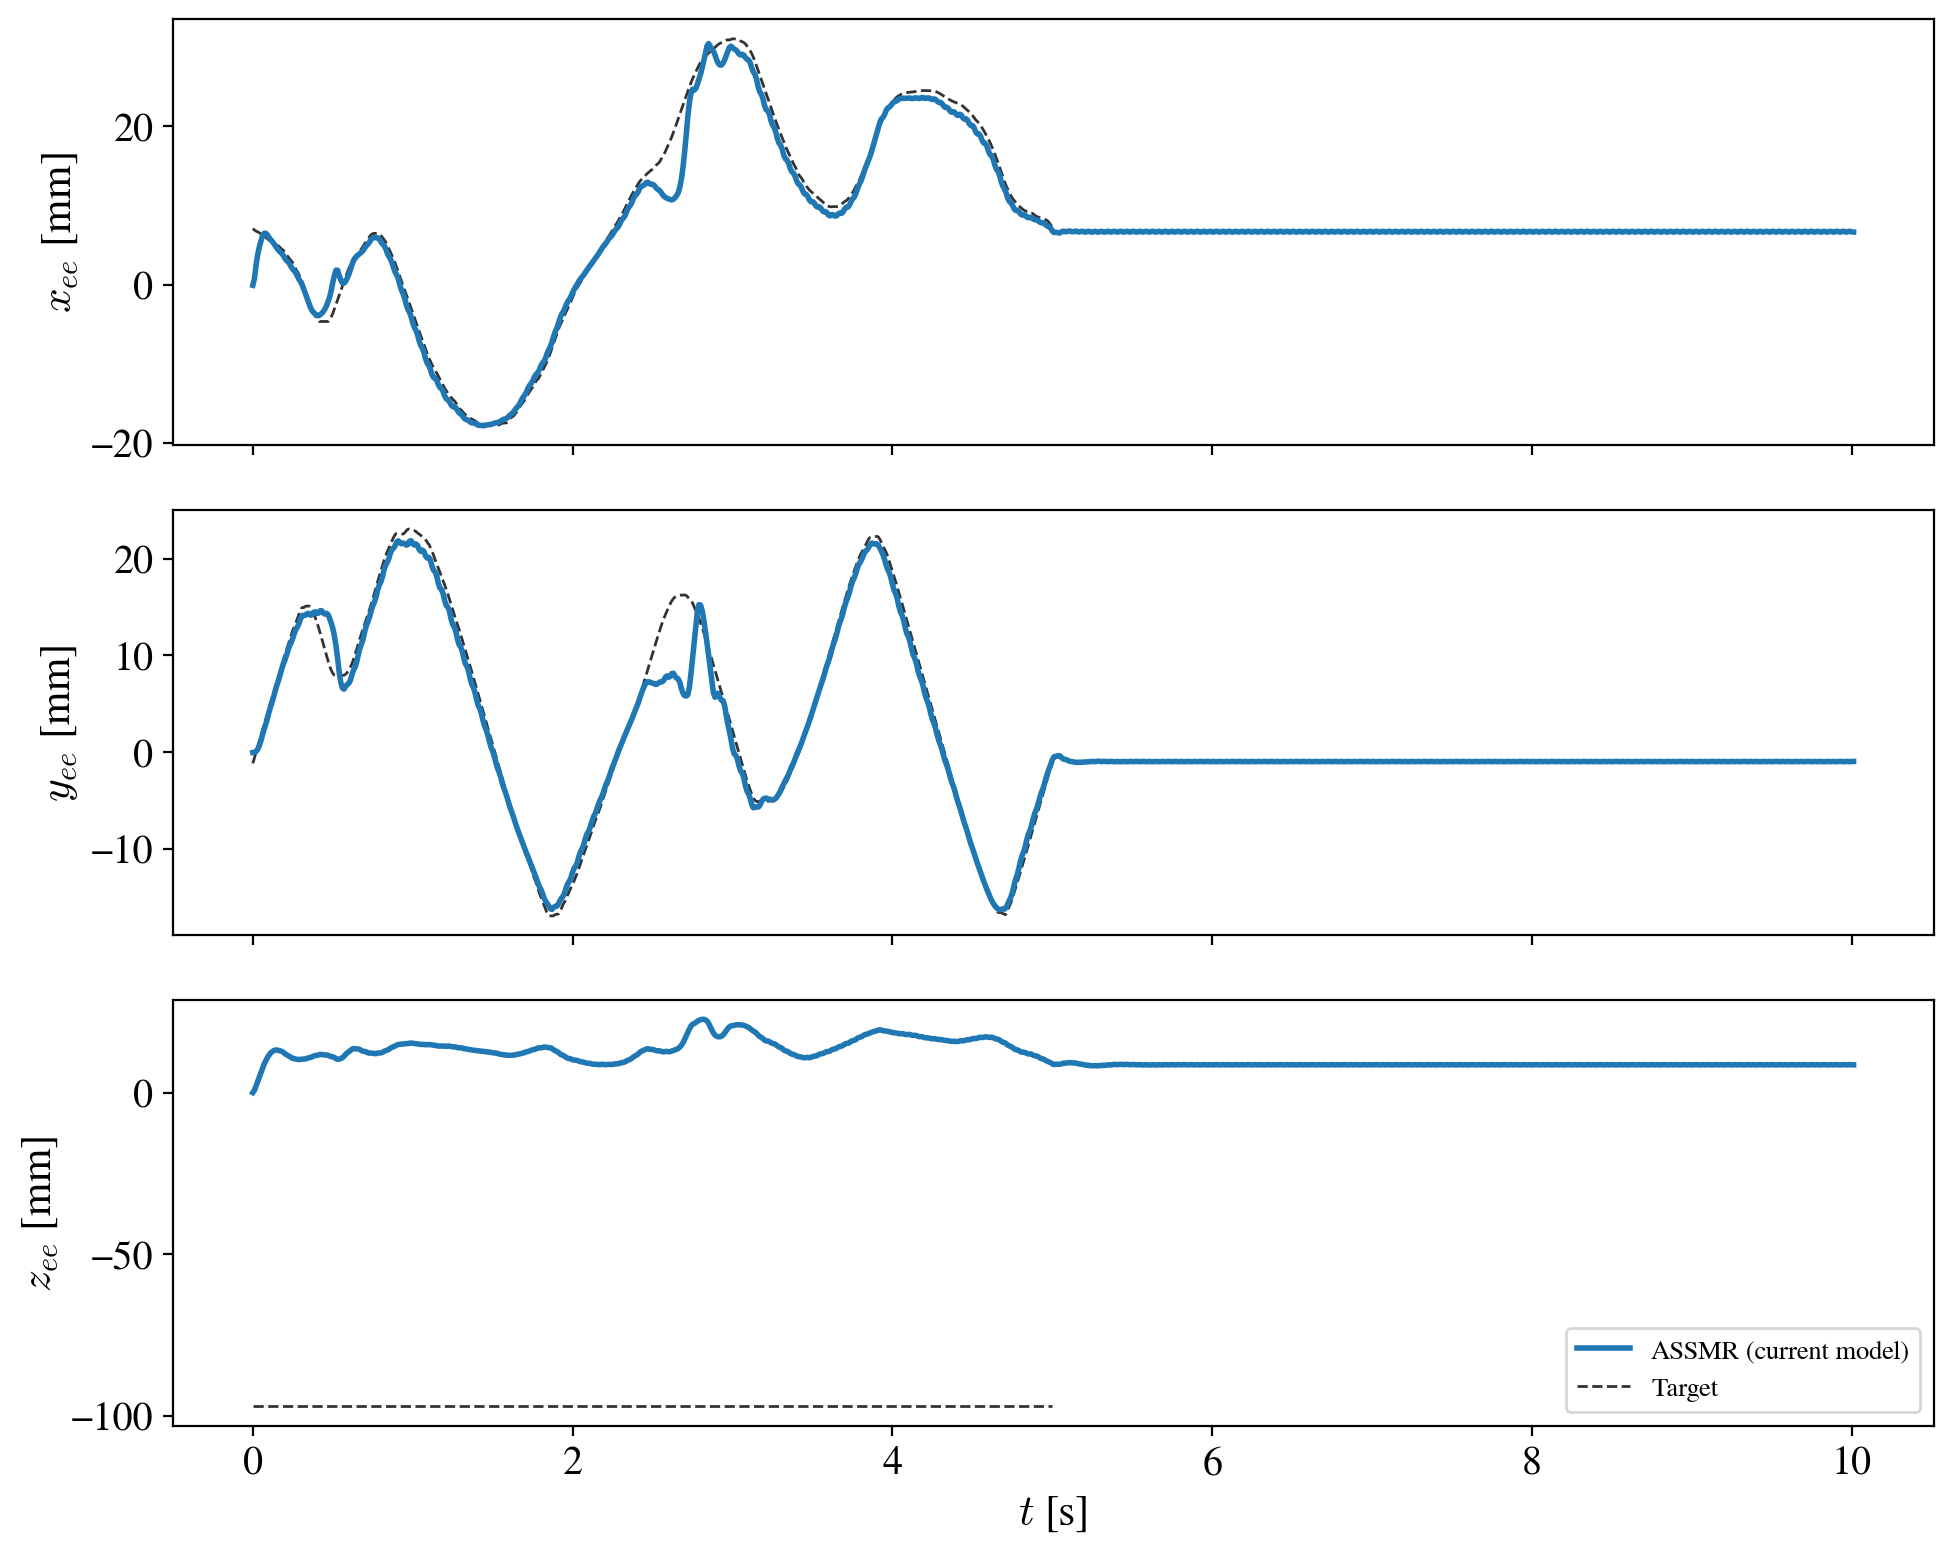 20
0
−20
x_ee [mm]
20
10
0
−10
y_ee [mm]
0
−50
−100
z_ee [mm]
ASSMR (current model)
Target
0 2 4 6 8 10
t [s]